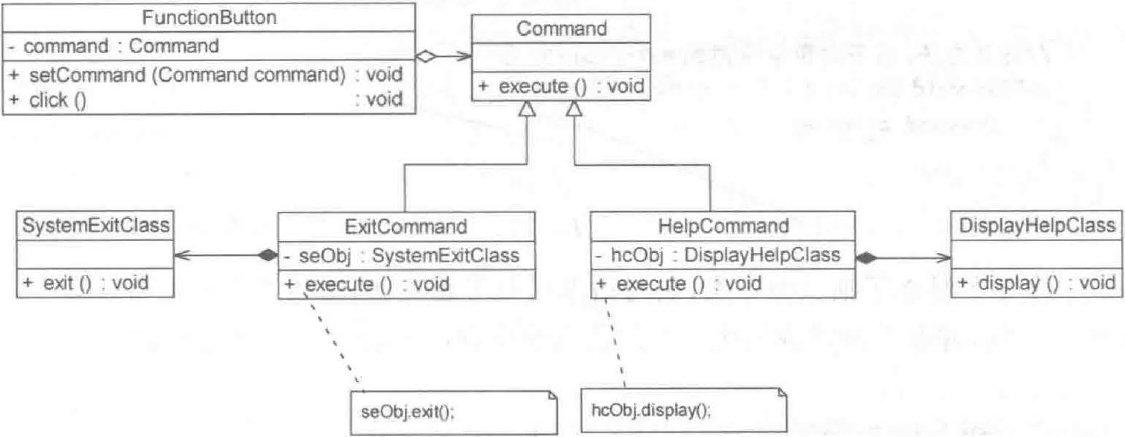 FunctionButton
- command : Command
+ setCommand (Command command) : void
+ click () : void
Command
+ execute () : void
SystemExitClass
+ exit () : void
ExitCommand
- seObj : SystemExitClass
+ execute () : void
HelpCommand
- hcObj : DisplayHelpClass
+ execute () : void
DisplayHelpClass
+ display () : void
seObj.exit();
hcObj.display();